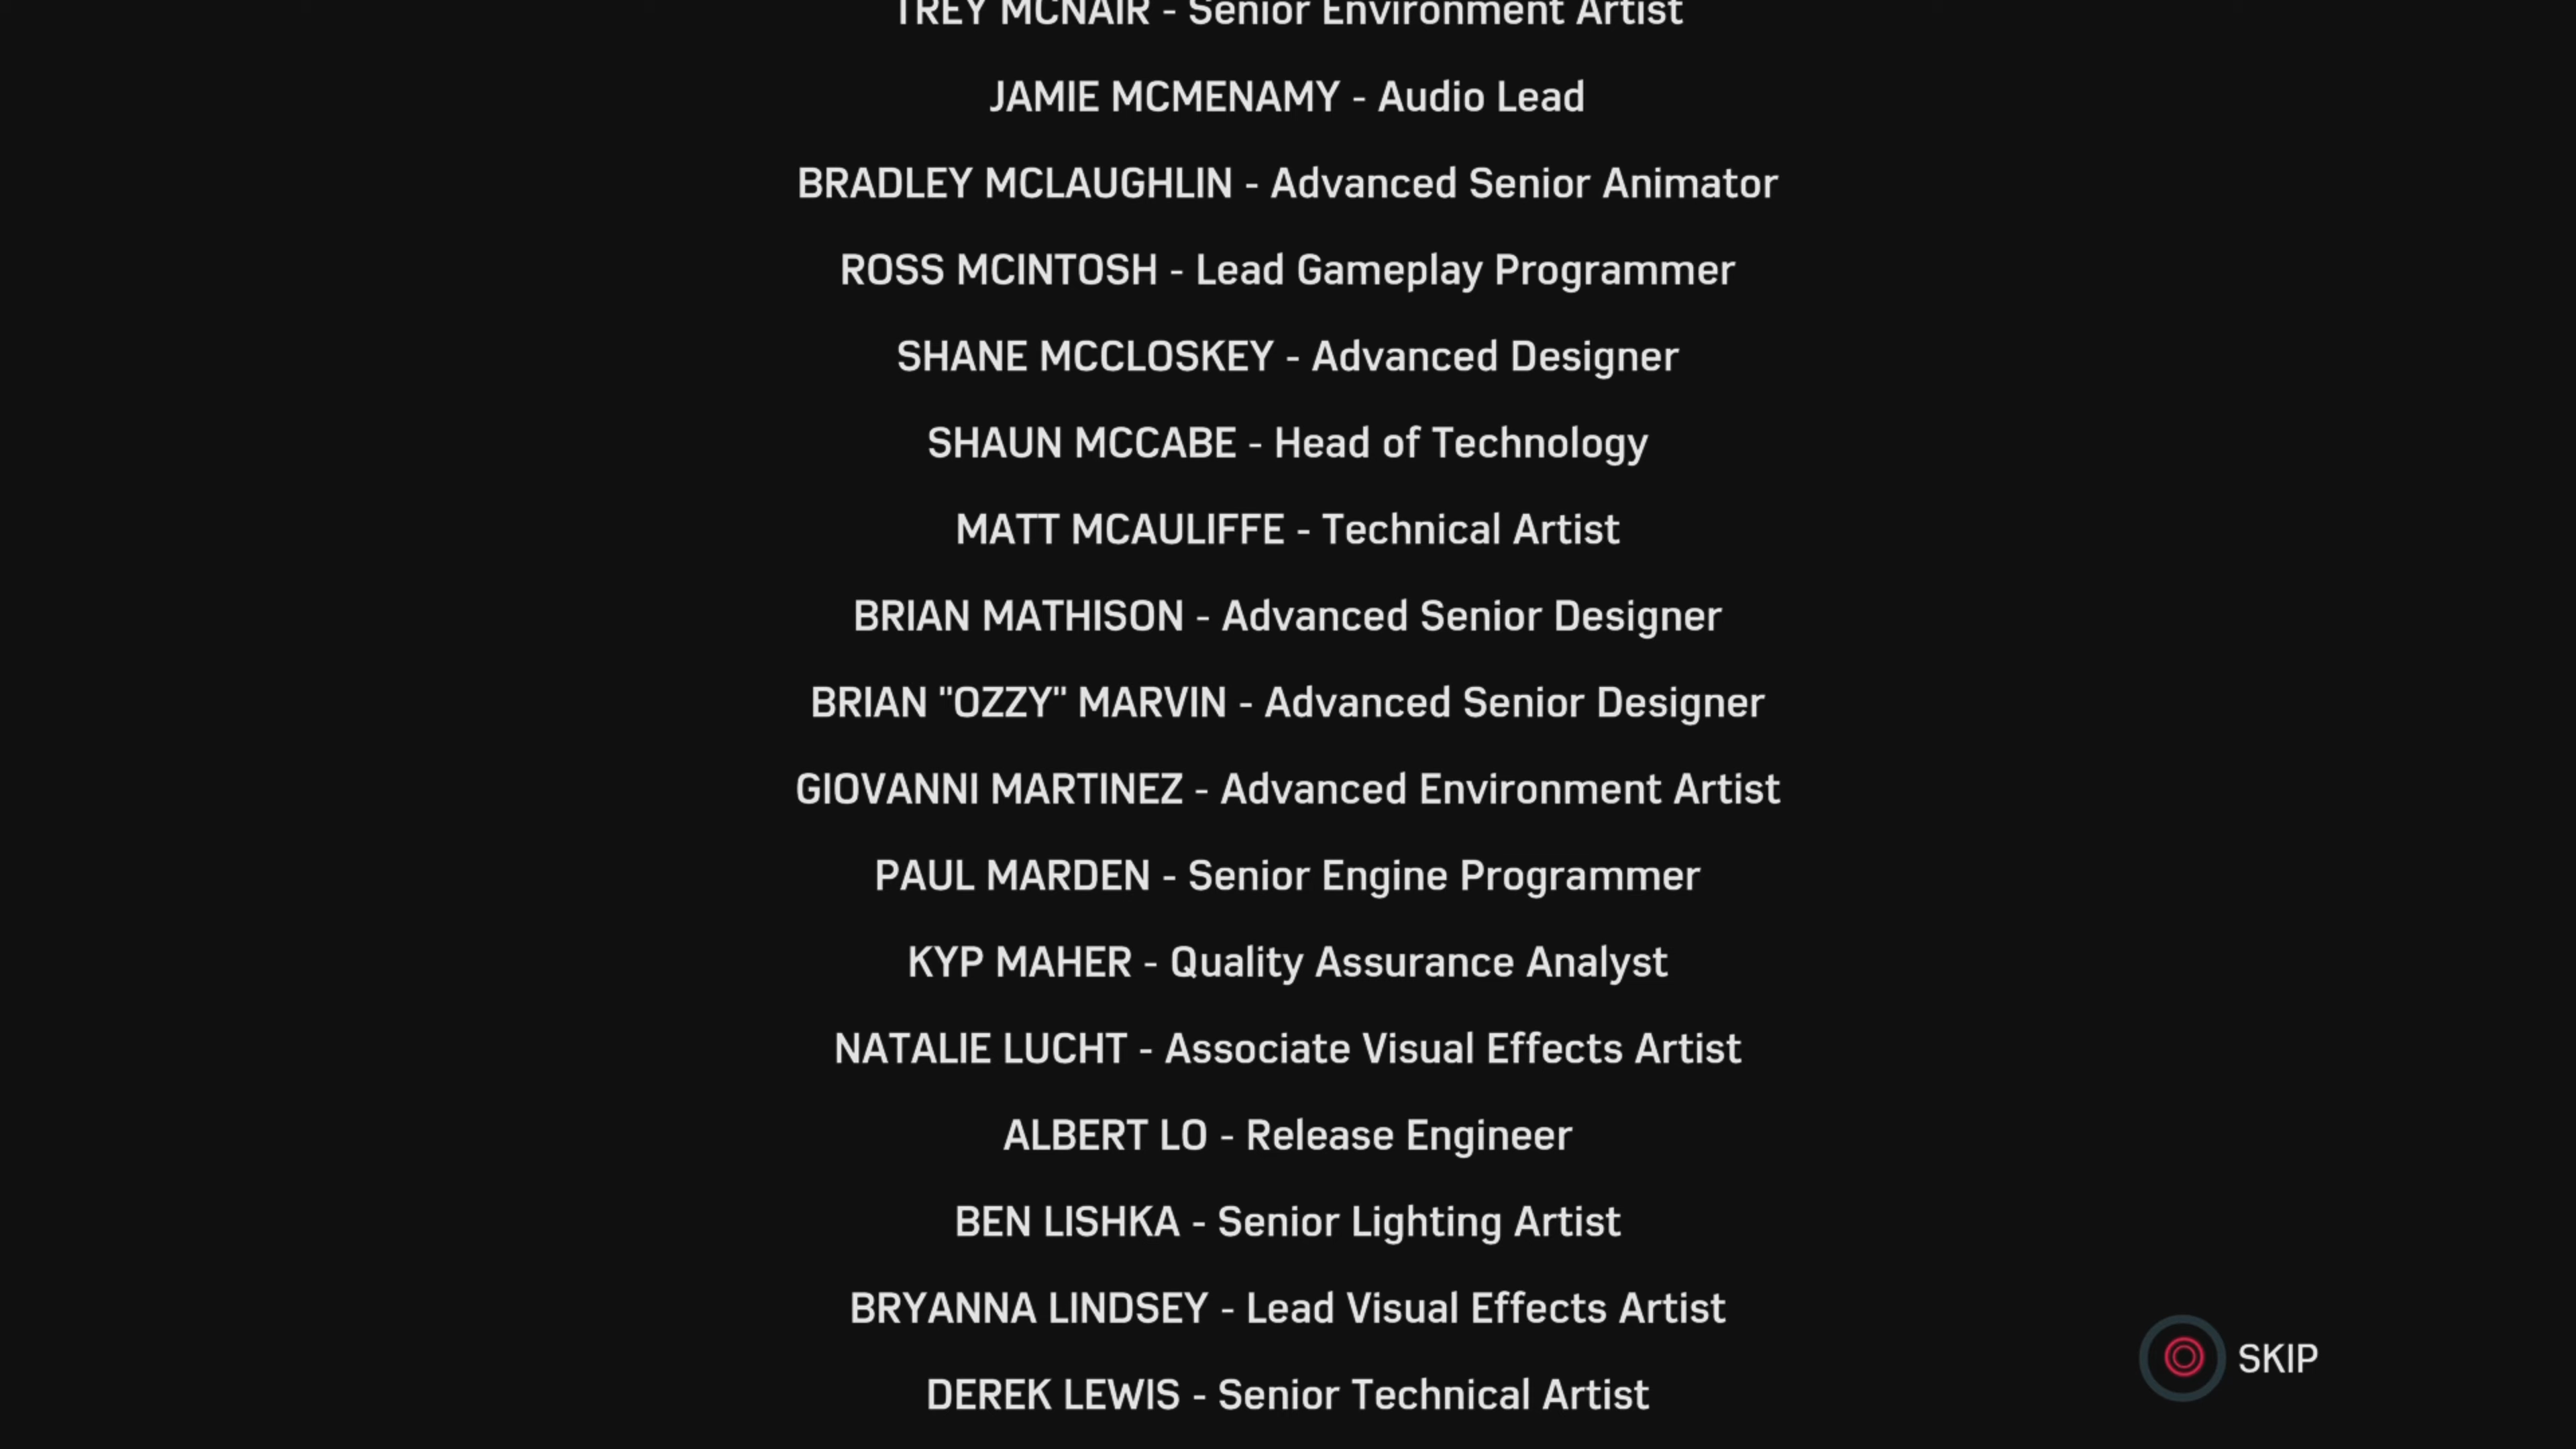 TREY MCNAIR - Senior Environment Artist
JAMIE MCMENAMY - Audio Lead
BRADLEY MCLAUGHLIN - Advanced Senior Animator
ROSS MCINTOSH - Lead Gameplay Programmer
SHANE MCCLOSKEY - Advanced Designer
SHAUN MCCABE - Head of Technology
MATT MCAULIFFE - Technical Artist
BRIAN MATHISON - Advanced Senior Designer
BRIAN "OZZY" MARVIN - Advanced Senior Designer
GIOVANNI MARTINEZ - Advanced Environment Artist
PAUL MARDEN - Senior Engine Programmer
KYP MAHER - Quality Assurance Analyst
NATALIE LUCHT - Associate Visual Effects Artist
ALBERT LO - Release Engineer
BEN LISHKA - Senior Lighting Artist
BRYANNA LINDSEY - Lead Visual Effects Artist
SKIP
DEREK LEWIS - Senior Technical Artist